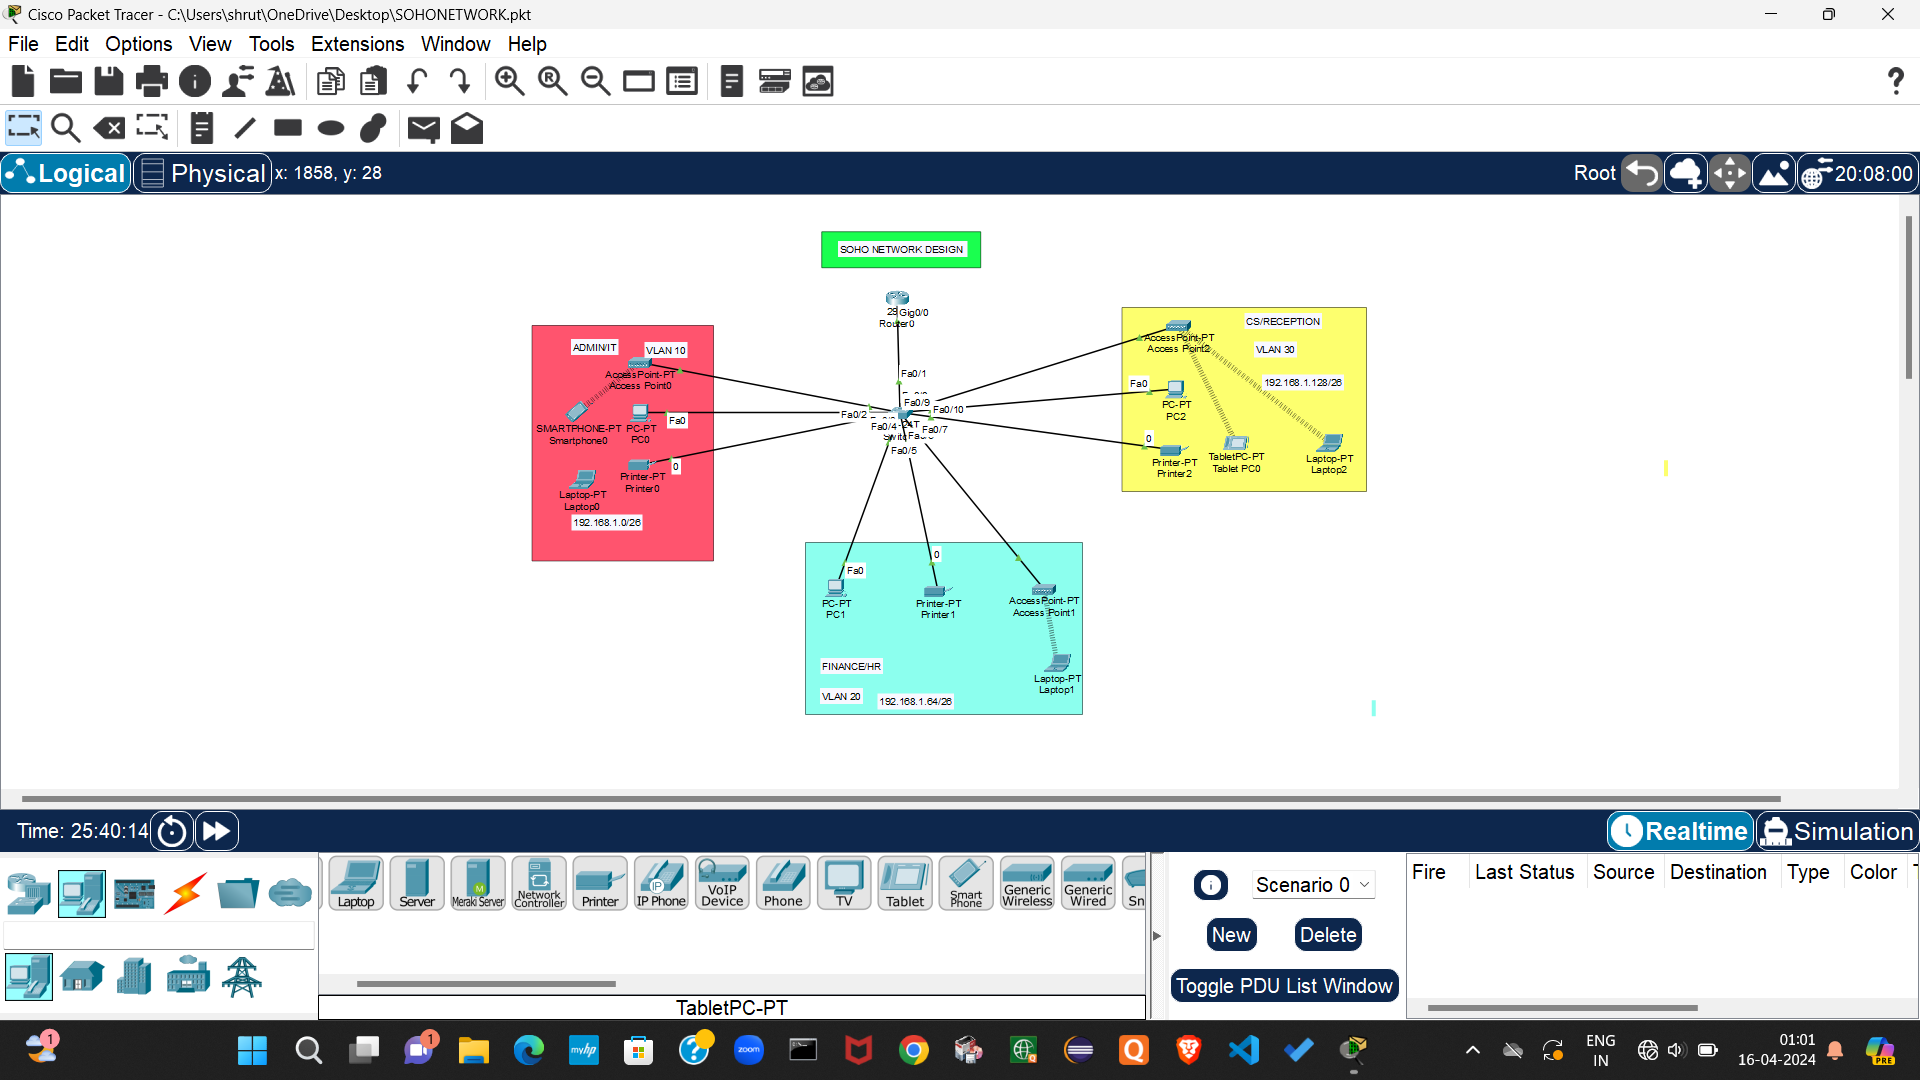 Cisco Packet Tracer - C:\Users\shrut\OneDrive\Desktop\SOHONETWORK.pkt
File Edit Options View Tools Extensions Window Help
Logical Physical x: 1858, y: 28
Root 20:08:00
SOHO NETWORK DESIGN
Gig0/0
Router0
Fa0/1
Fa0/9
Fa0/10
Fa0/2
Fa0/4
Fa0/7
Fa0/5
ADMIN/IT
VLAN 10
AccessPoint-PT
Access Point0
SMARTPHONE-PT
Smartphone0
PC-PT
PC0
Fa0
Printer-PT
Printer0
0
Laptop-PT
Laptop0
192.168.1.0/26
CS/RECEPTION
VLAN 30
192.168.1.128/26
AccessPoint-PT
Access Point2
Fa0
PC-PT
PC2
0
Printer-PT
Printer2
TabletPC-PT
Tablet PC0
Laptop-PT
Laptop2
Fa0
PC-PT
PC1
0
Printer-PT
Printer1
AccessPoint-PT
Access Point1
Laptop-PT
Laptop1
FINANCE/HR
VLAN 20
192.168.1.64/26
Time: 25:40:14
Realtime Simulation
Laptop
Server
Meraki Server
Network Controller
Printer
IP Phone
VoIP Device
Phone
TV
Tablet
Smart Phone
Generic Wireless
Generic Wired
Sn
TabletPC-PT
Scenario 0
New Delete
Toggle PDU List Window
Fire Last Status Source Destination Type Color
1
1
myhp
zoom
ENG
IN
01:01
16-04-2024
PRE